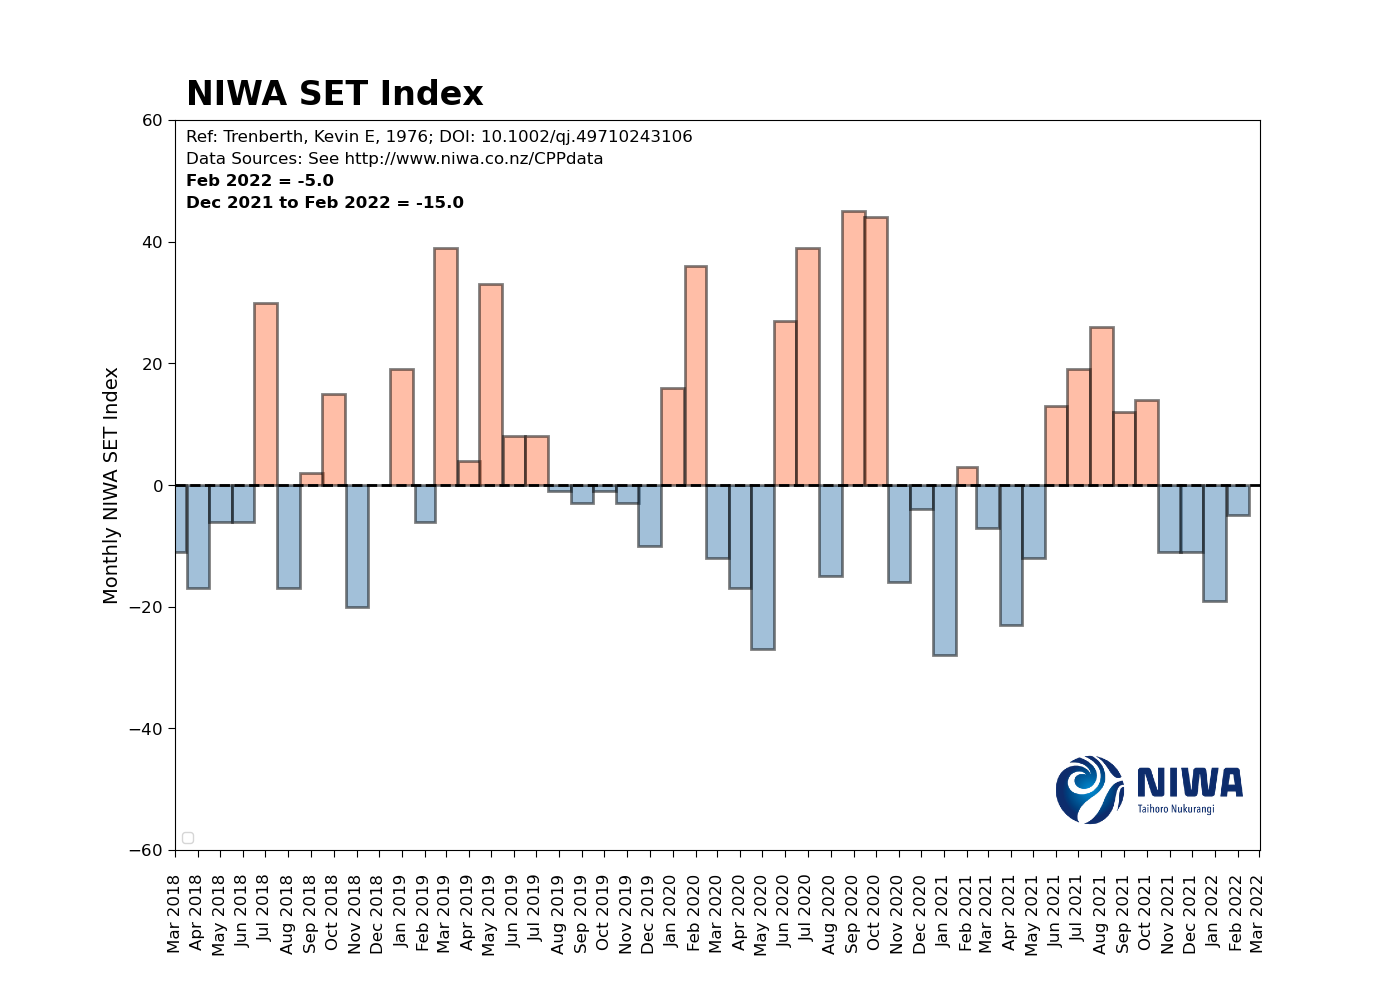 NIWA SET Index
60
Ref: Trenberth, Kevin E, 1976; DOI: 10.1002/qj.49710243106
Data Sources: See http://www.niwa.co.nz/CPPdata
Feb 2022 = -5.0
Dec 2021 to Feb 2022 = -15.0
40
20
0
−20
−40
−60
Monthly NIWA SET Index
NIWA
Taihoro Nukurangi
Mar 2018
Apr 2018
May 2018
Jun 2018
Jul 2018
Aug 2018
Sep 2018
Oct 2018
Nov 2018
Dec 2018
Jan 2019
Feb 2019
Mar 2019
Apr 2019
May 2019
Jun 2019
Jul 2019
Aug 2019
Sep 2019
Oct 2019
Nov 2019
Dec 2019
Jan 2020
Feb 2020
Mar 2020
Apr 2020
May 2020
Jun 2020
Jul 2020
Aug 2020
Sep 2020
Oct 2020
Nov 2020
Dec 2020
Jan 2021
Feb 2021
Mar 2021
Apr 2021
May 2021
Jun 2021
Jul 2021
Aug 2021
Sep 2021
Oct 2021
Nov 2021
Dec 2021
Jan 2022
Feb 2022
Mar 2022